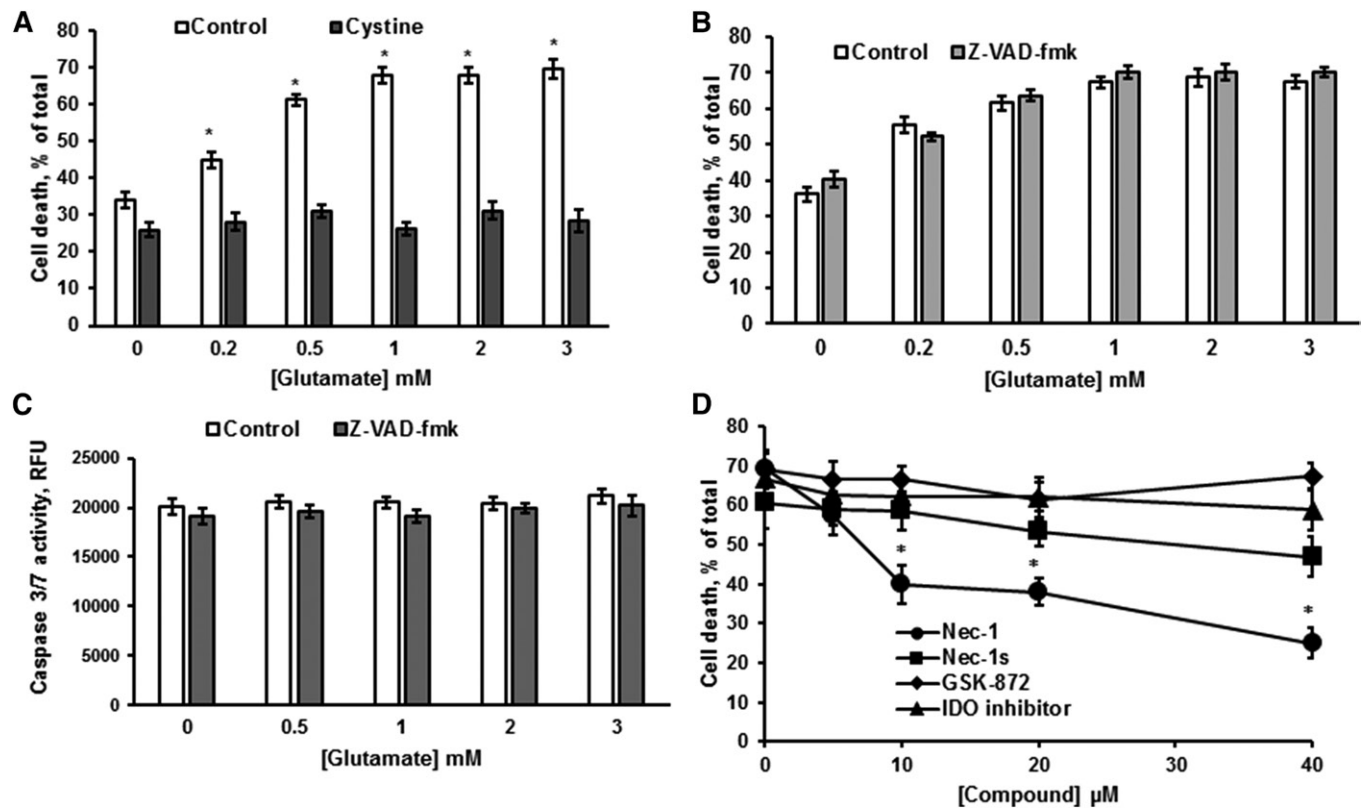 A
Control Cystine
Cell death, % of total
80
70
60
50
40
30
20
10
0
* * * * *
0 0.2 0.5 1 2 3
[Glutamate] mM
B
Control Z-VAD-fmk
Cell death, % of total
80
70
60
50
40
30
20
10
0
0 0.2 0.5 1 2 3
[Glutamate] mM
C
Control Z-VAD-fmk
Caspase 3/7 activity, RFU
25000
20000
15000
10000
5000
0
0 0.5 1 2 3
[Glutamate] mM
D
Cell death, % of total
80
70
60
50
40
30
20
10
0
* * *
Nec-1
Nec-1s
GSK-872
IDO inhibitor
0 10 20 30 40
[Compound] µM